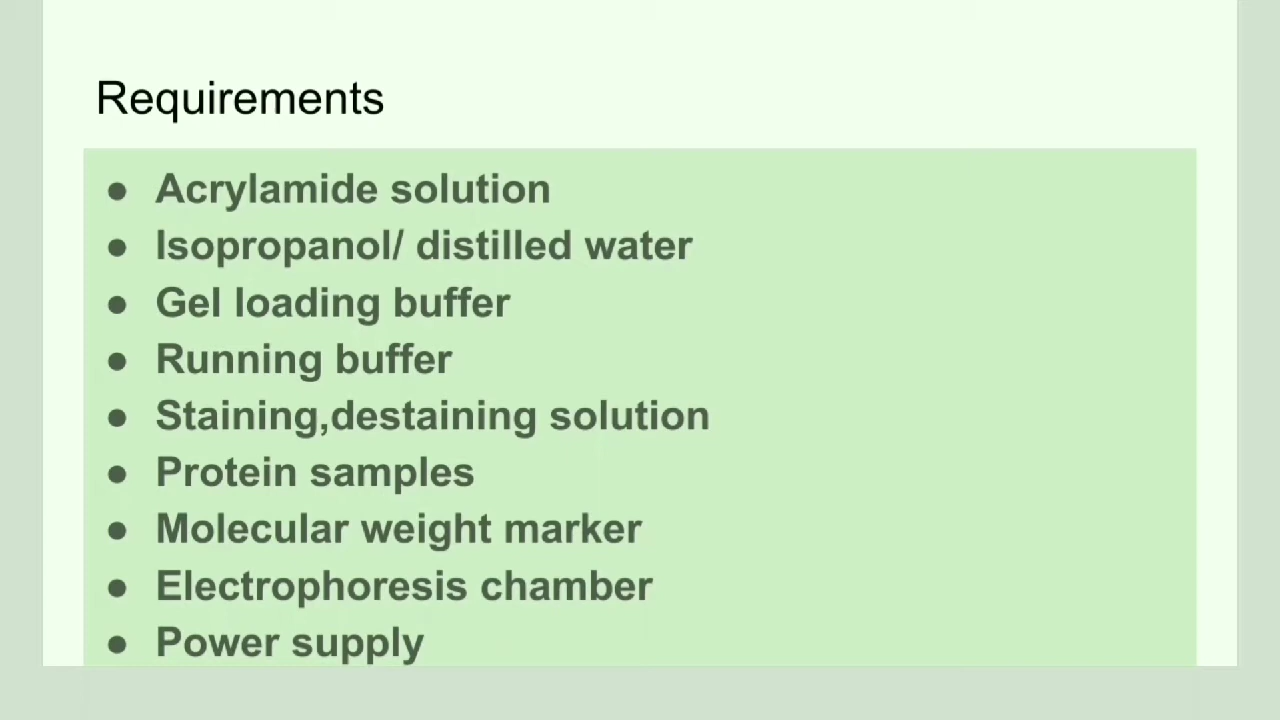 Requirements
● Acrylamide solution
● Isopropanol/ distilled water
● Gel loading buffer
● Running buffer
● Staining,destaining solution
● Protein samples
● Molecular weight marker
● Electrophoresis chamber
● Power supply